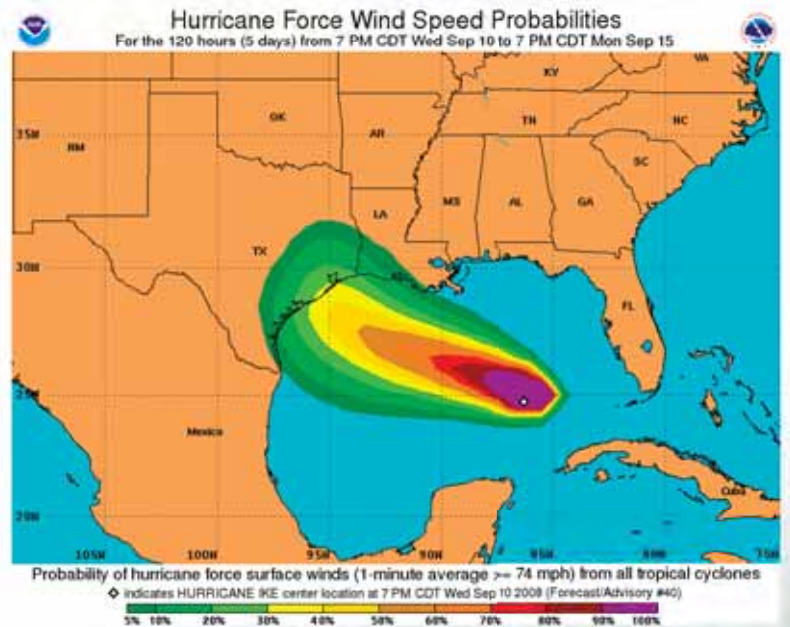 Hurricane Force Wind Speed Probabilities
For the 120 hours (5 days) from 7 PM CDT Wed Sep 10 to 7 PM CDT Mon Sep 15
KY
VA
35N
OK
AR
TN
NC
NM
SC
MS
AL
GA
LA
TX
30N
FL
25N
Mexico
Cuba
20N
105W
100W
95W
90W
85W
80W
75W
Probability of hurricane force surface winds (1-minute average >= 74 mph) from all tropical cyclones
indicates HURRICANE IKE center location at 7 PM CDT Wed Sep 10 2008 (Forecast/Advisory #40)
5% 10% 20% 30% 40% 50% 60% 70% 80% 90% 100%